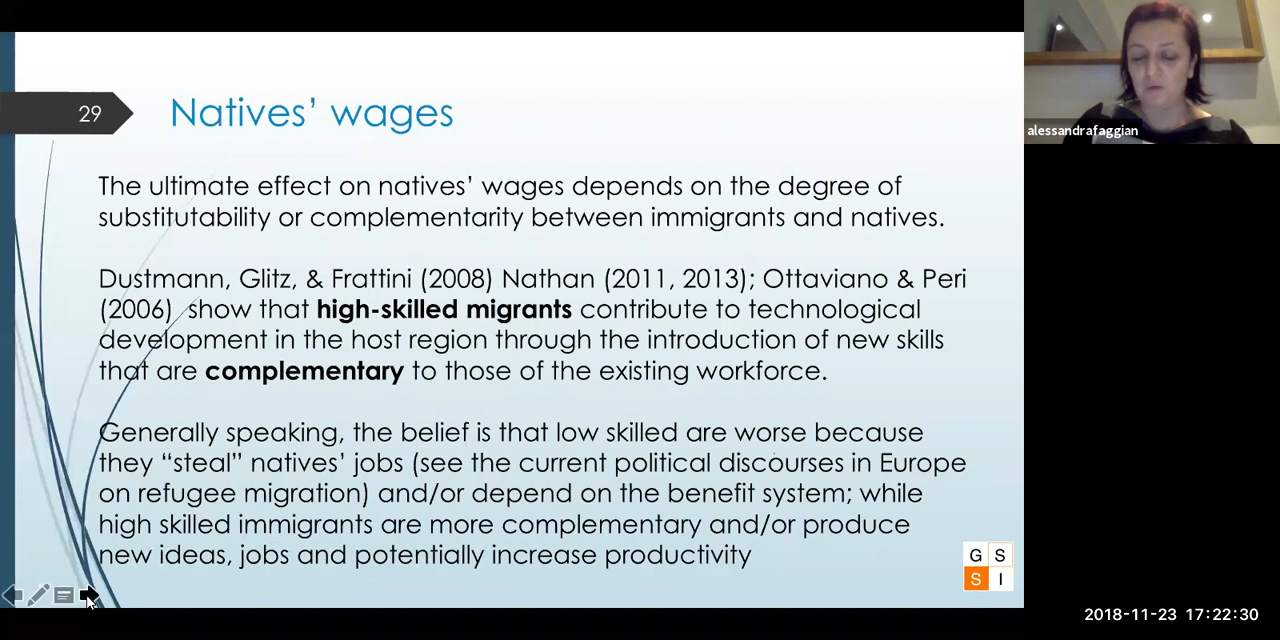 29
Natives’ wages
The ultimate effect on natives’ wages depends on the degree of
substitutability or complementarity between immigrants and natives.
Dustmann, Glitz, & Frattini (2008) Nathan (2011, 2013); Ottaviano & Peri
(2006) show that high-skilled migrants contribute to technological
development in the host region through the introduction of new skills
that are complementary to those of the existing workforce.
Generally speaking, the belief is that low skilled are worse because
they “steal” natives’ jobs (see the current political discourses in Europe
on refugee migration) and/or depend on the benefit system; while
high skilled immigrants are more complementary and/or produce
new ideas, jobs and potentially increase productivity
G S
S I
alessandrafaggian
2018-11-23 17:22:30